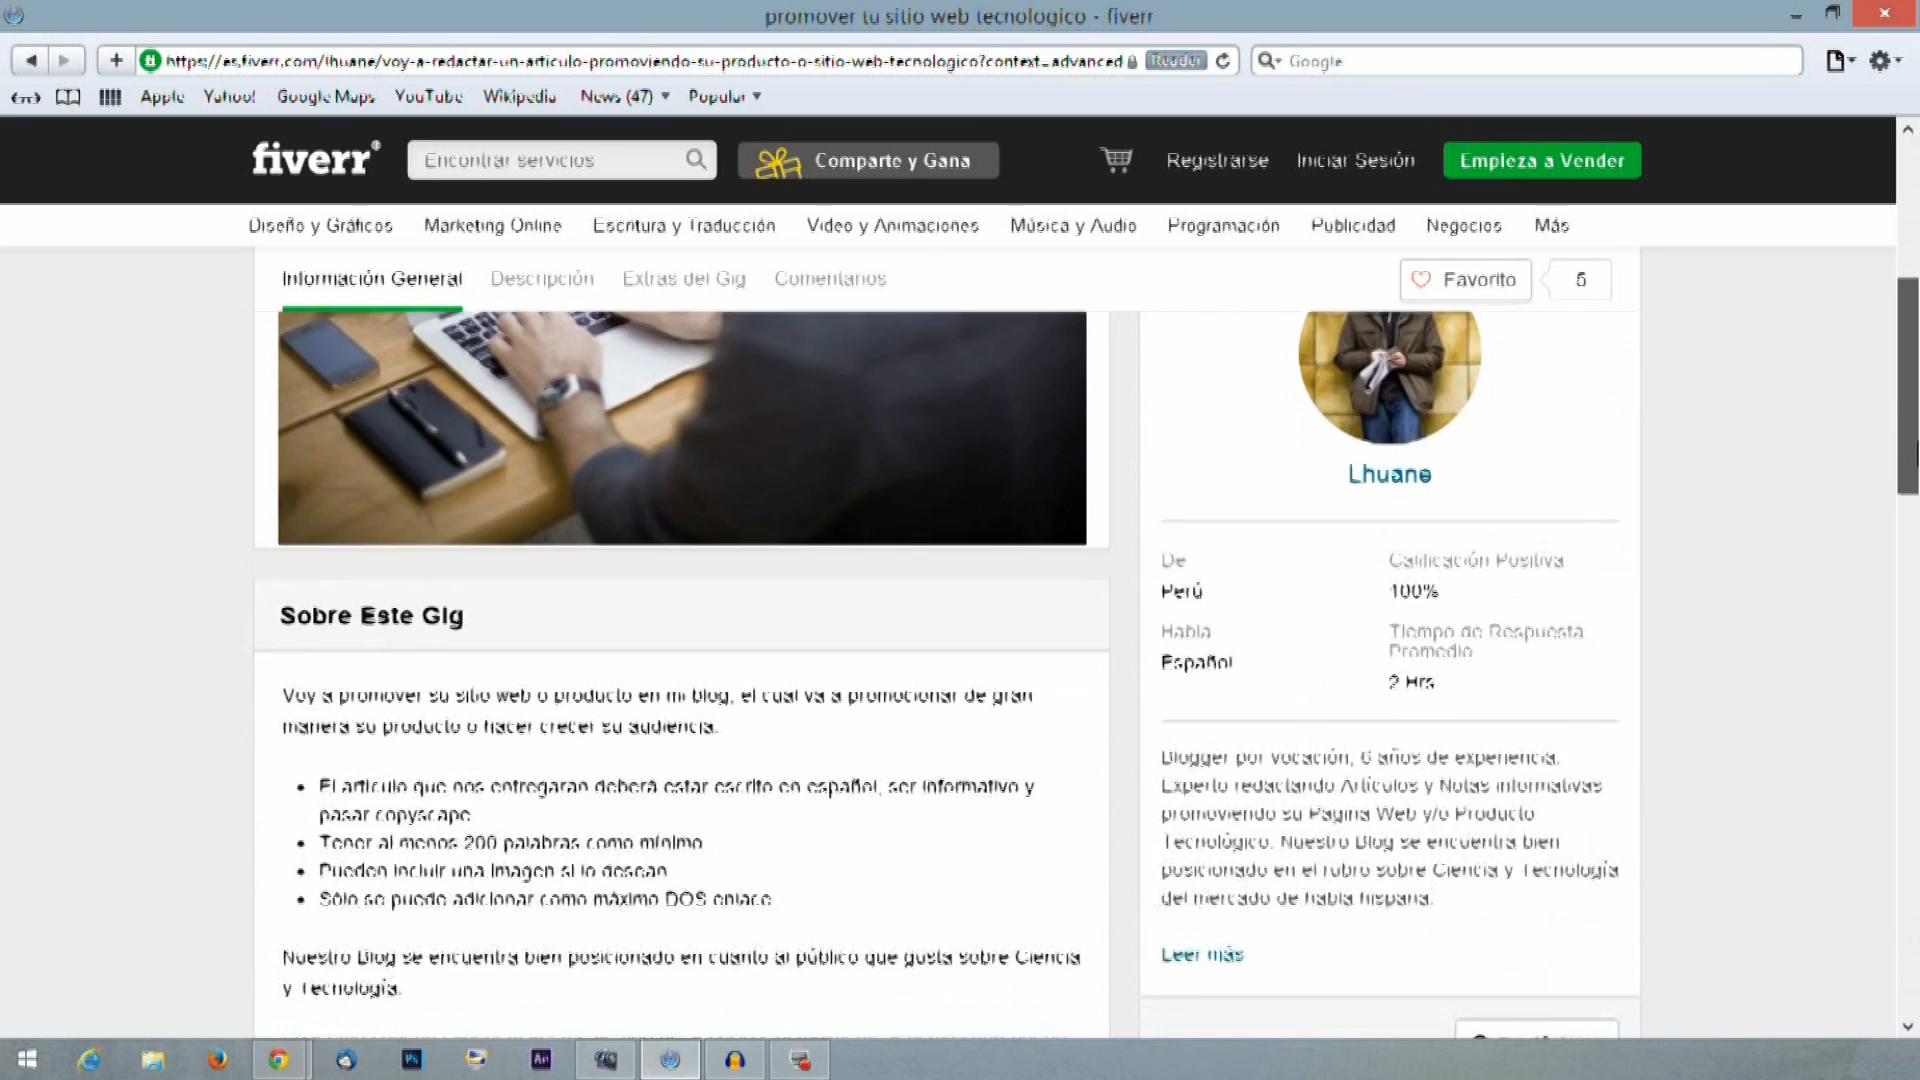 promover tu sitio web tecnologico - fiverr
https://es.fiverr.com/lhuane/voy-a-redactar-un-articulo-promoviendo-su-producto-o-sitio-web-tecnologico?context=advanced
Reader
Google
Apple Yahoo! Google Maps YouTube Wikipedia News (47) Popular
fiverr®
Encontrar servicios
Comparte y Gana
Registrarse
Iniciar Sesión
Empieza a Vender
Diseño y Gráficos Marketing Online Escritura y Traducción Video y Animaciones Música y Audio Programación Publicidad Negocios Más
Información General Descripción Extras del Gig Comentarios
Favorito 5
Sobre Este Gig
Voy a promover su sitio web o producto en mi blog, el cual va a promocionar de gran
manera su producto o hacer crecer su audiencia.
• El articulo que nos entregaran deberá estar escrito en español, ser informativo y
pasar copyscape
• Tener al menos 200 palabras como mínimo
• Pueden incluir una imagen si lo desean
• Sólo se puede adicionar como máximo DOS enlace
Nuestro Blog se encuentra bien posicionado en cuanto al público que gusta sobre Ciencia
y Tecnología.
Lhuane
De
Perú
Calificación Positiva
100%
Habla
Español
Tiempo de Respuesta
Promedio
2 Hrs
Blogger por vocación, 6 años de experiencia.
Experto redactando Artículos y Notas informativas
promoviendo su Pagina Web y/o Producto
Tecnológico. Nuestro Blog se encuentra bien
posicionado en el rubro sobre Ciencia y Tecnología
del mercado de habla hispana.
Leer más
Ps